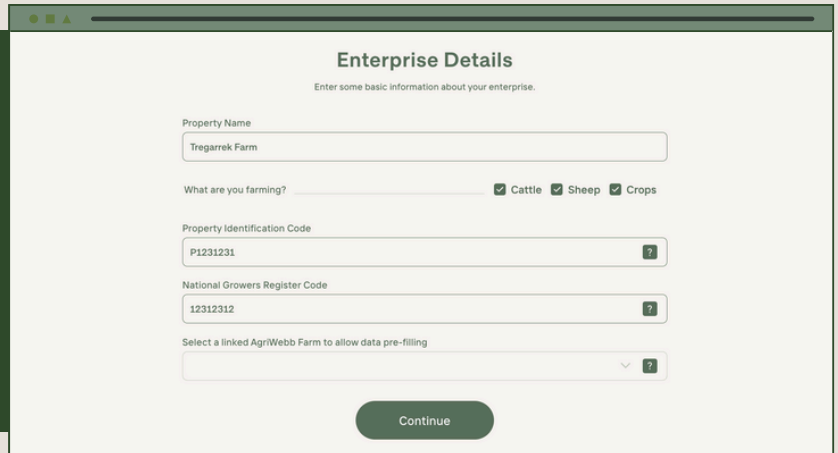 Enterprise Details
Enter some basic information about your enterprise.
Property Name
Tregarrek Farm
What are you farming? Cattle Sheep Crops
Property Identification Code
P1231231 ?
National Growers Register Code
12312312 ?
Select a linked AgriWebb Farm to allow data pre-filling
?
Continue